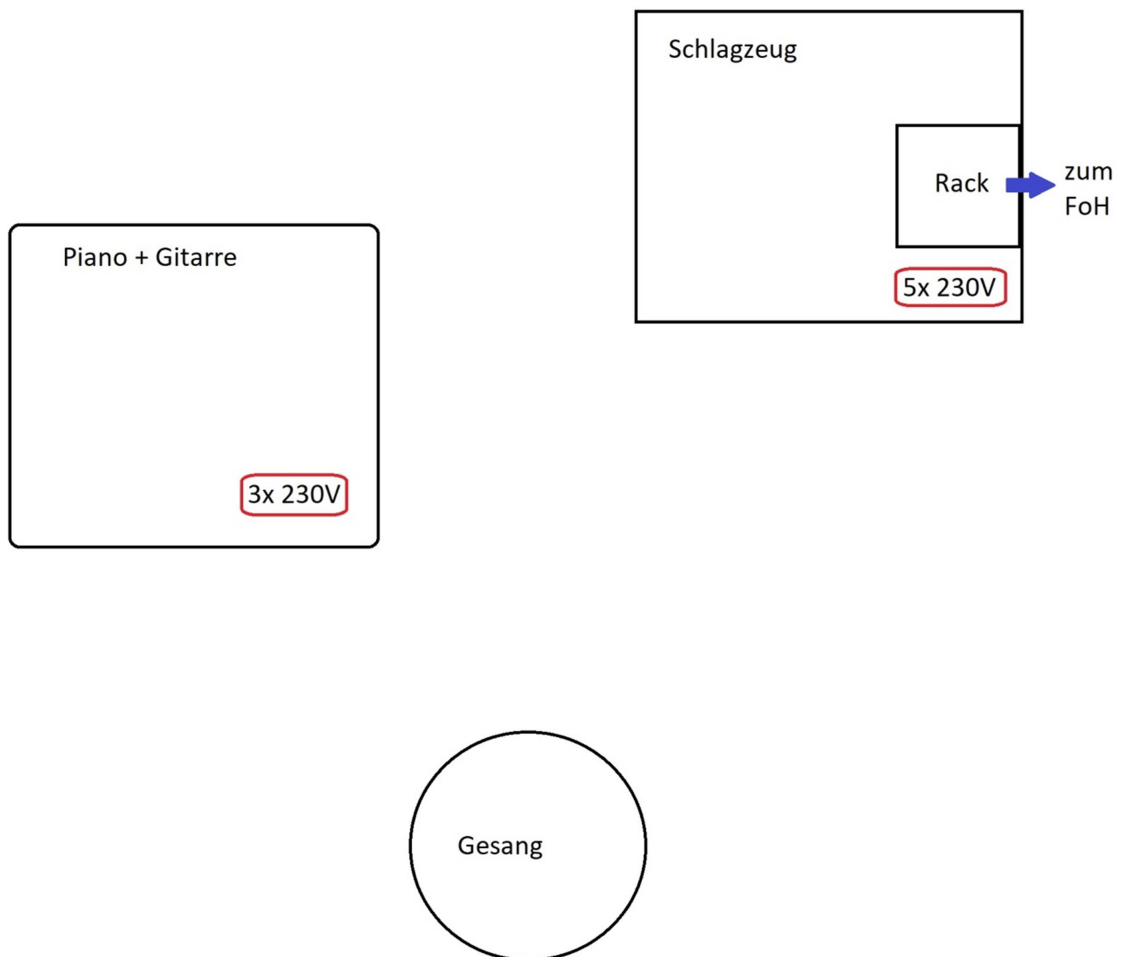 Schlagzeug
Rack
zum
FoH
5x 230V
Piano + Gitarre
3x 230V
Gesang